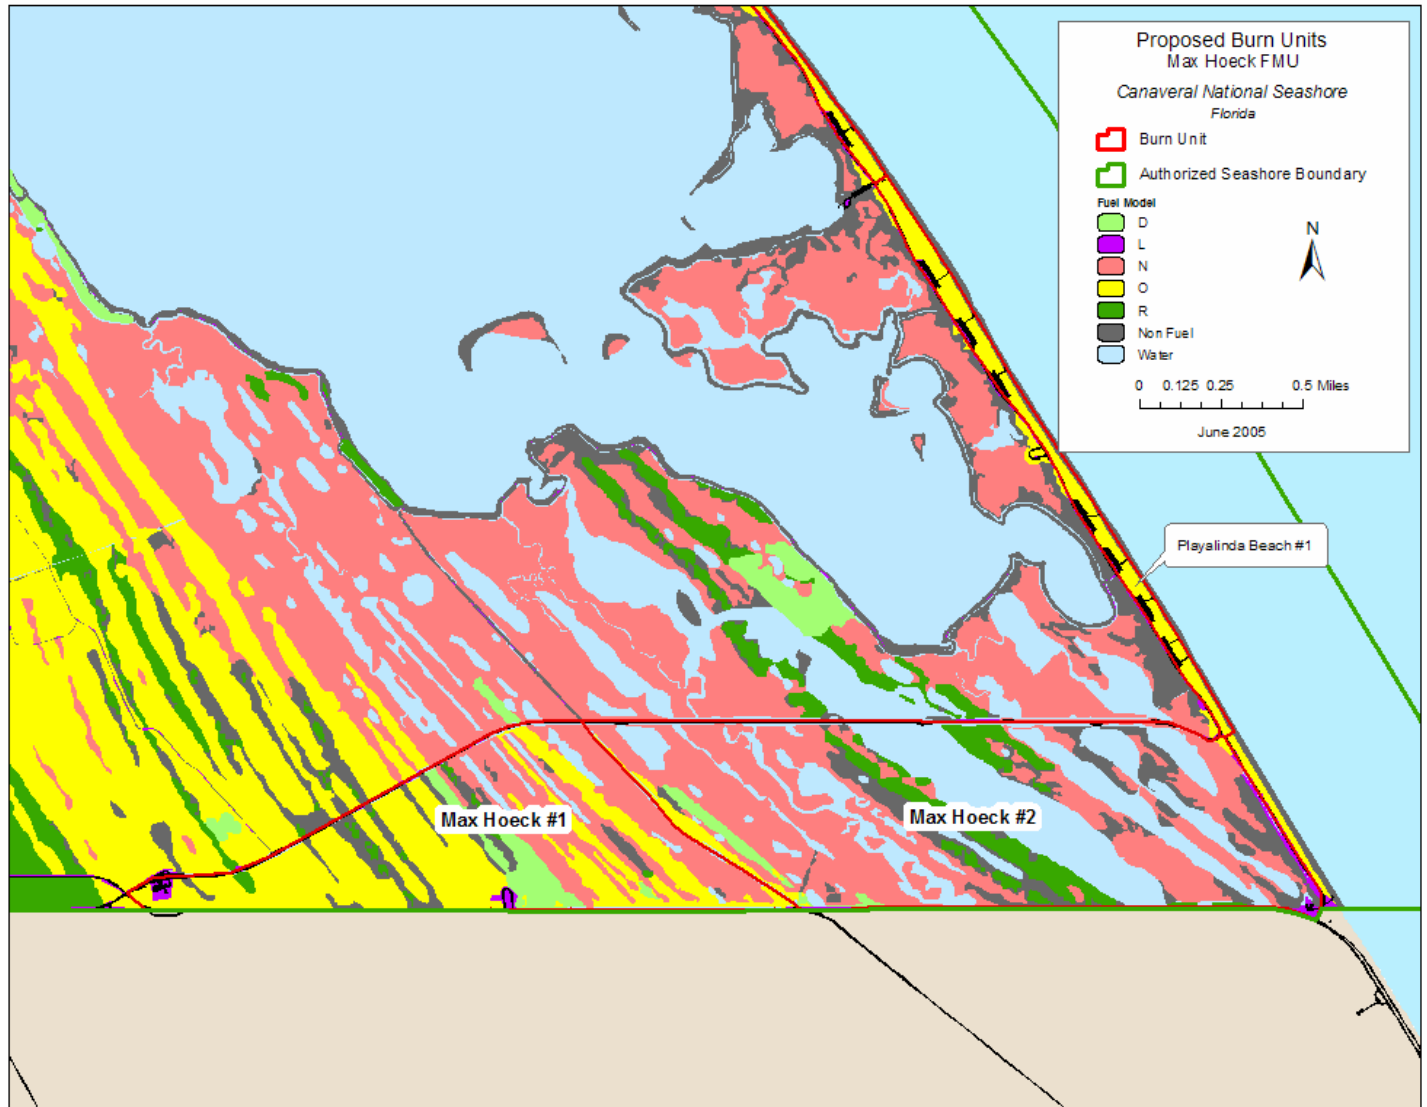 Proposed Burn Units
Max Hoeck FMU
Canaveral National Seashore
Florida
Burn Unit
Authorized Seashore Boundary
Fuel Model
D
L
N
O
R
Non Fuel
Water
N
0 0.125 0.25 0.5 Miles
June 2005
Playalinda Beach #1
Max Hoeck #1
Max Hoeck #2